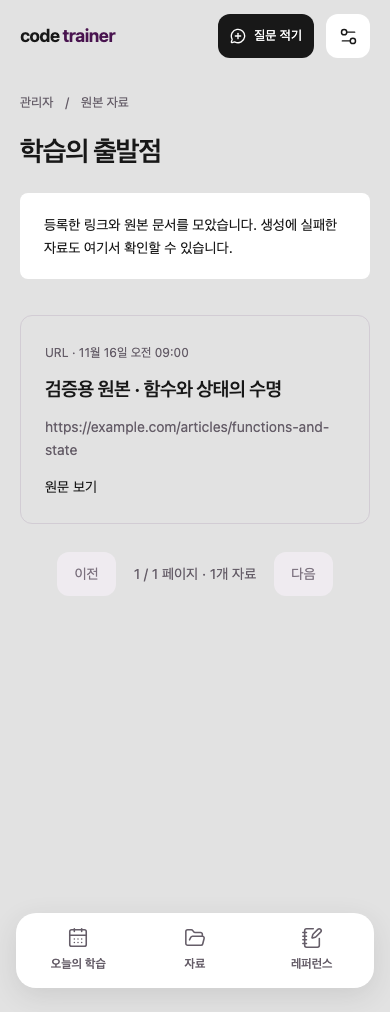 code trainer
질문 적기
관리자 / 원본 자료
학습의 출발점
등록한 링크와 원본 문서를 모았습니다. 생성에 실패한
자료도 여기서 확인할 수 있습니다.
URL · 11월 16일 오전 09:00
검증용 원본 · 함수와 상태의 수명
https://example.com/articles/functions-and-
state
원문 보기
이전
1 / 1 페이지 · 1개 자료
다음
오늘의 학습
자료
레퍼런스